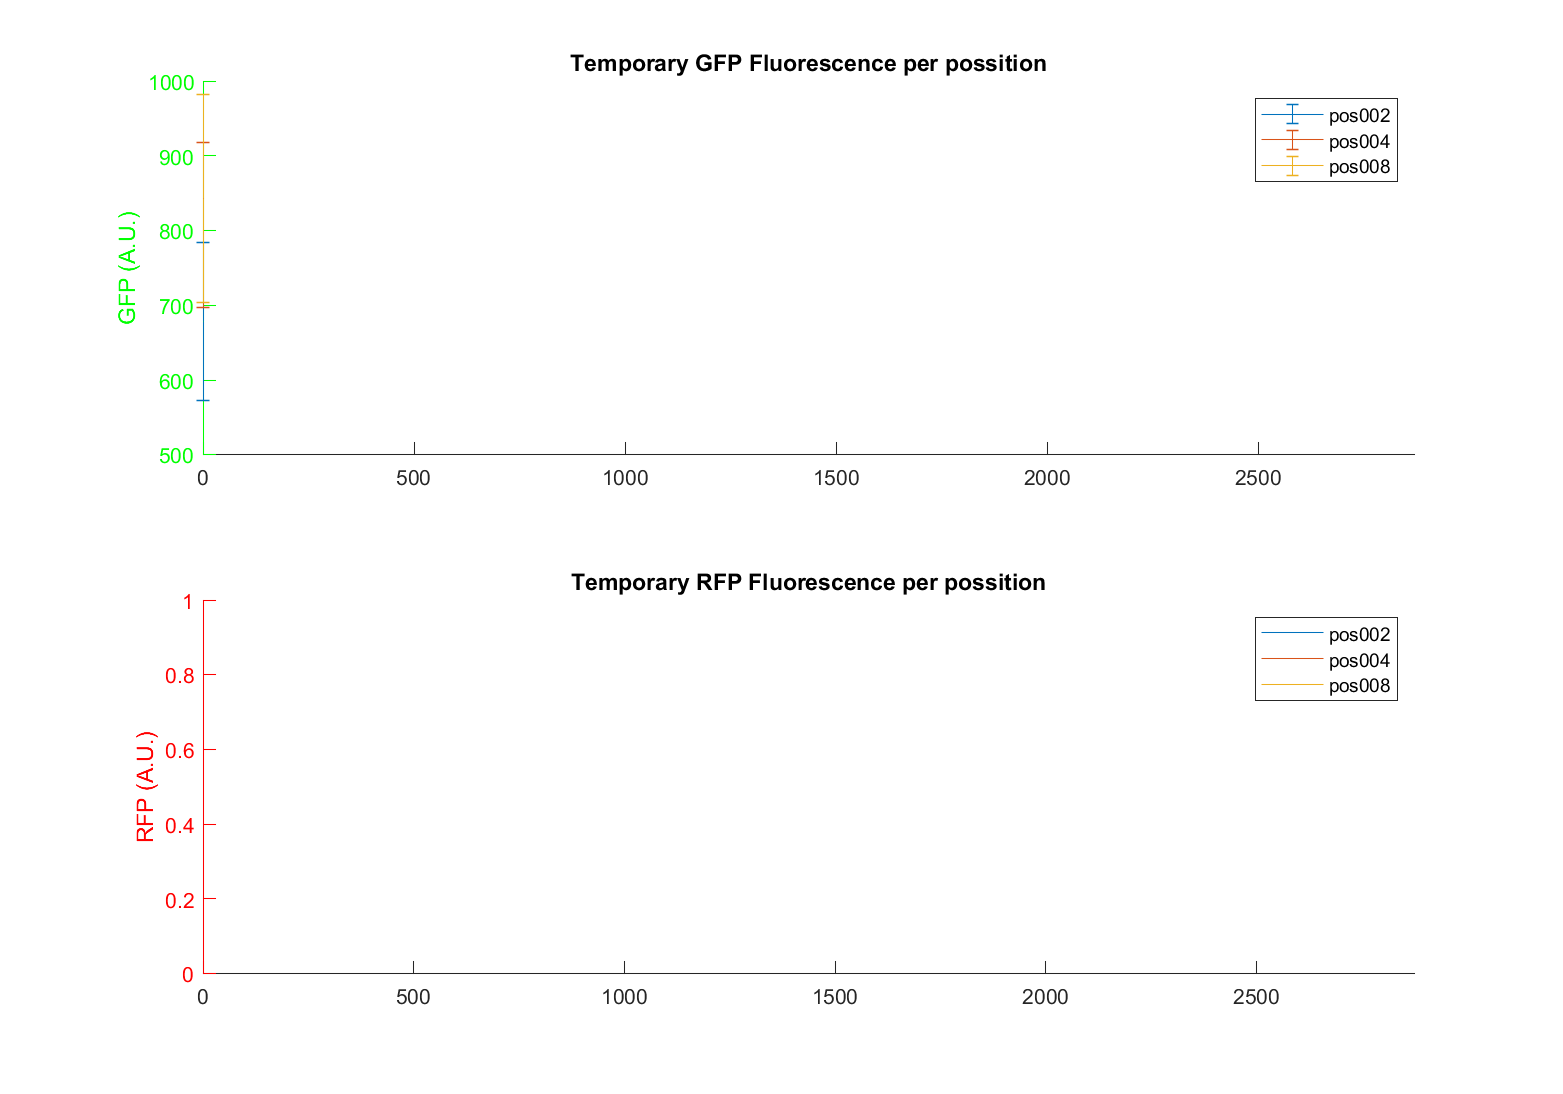 Temporary GFP Fluorescence per possition
1000
900
800
700
600
500
GFP (A.U.)
pos002
pos004
pos008
0 500 1000 1500 2000 2500
Temporary RFP Fluorescence per possition
1
0.8
0.6
0.4
0.2
0
RFP (A.U.)
pos002
pos004
pos008
0 500 1000 1500 2000 2500